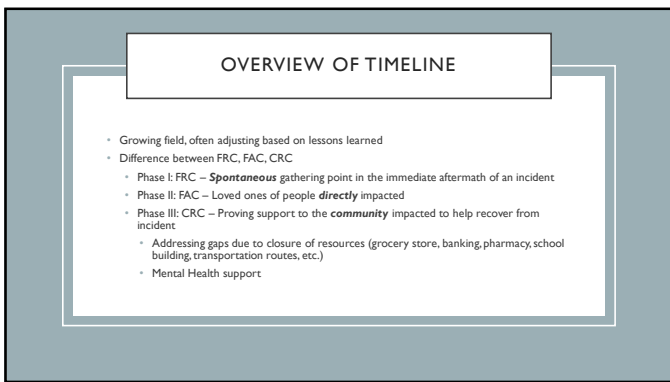 OVERVIEW OF TIMELINE
• Growing field, often adjusting based on lessons learned
• Difference between FRC, FAC, CRC
• Phase I: FRC – Spontaneous gathering point in the immediate aftermath of an incident
• Phase II: FAC – Loved ones of people directly impacted
• Phase III: CRC – Proving support to the community impacted to help recover from
incident
• Addressing gaps due to closure of resources (grocery store, banking, pharmacy, school
building, transportation routes, etc.)
• Mental Health support